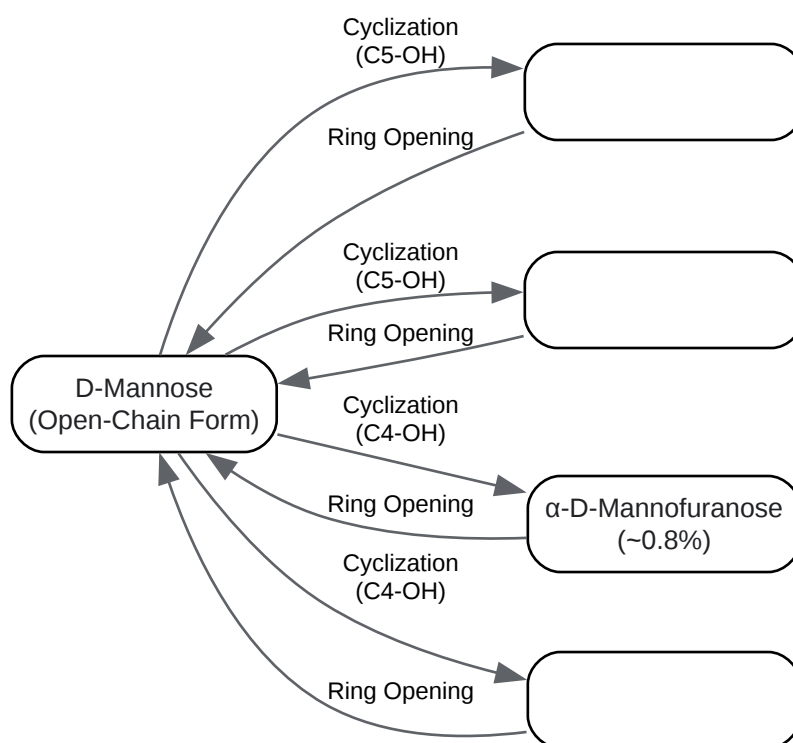 Cyclization
(C5-OH)
Ring Opening
Cyclization
(C5-OH)
Ring Opening
D-Mannose
(Open-Chain Form)
Cyclization
(C4-OH)
Ring Opening
α-D-Mannofuranose
(~0.8%)
Cyclization
(C4-OH)
Ring Opening